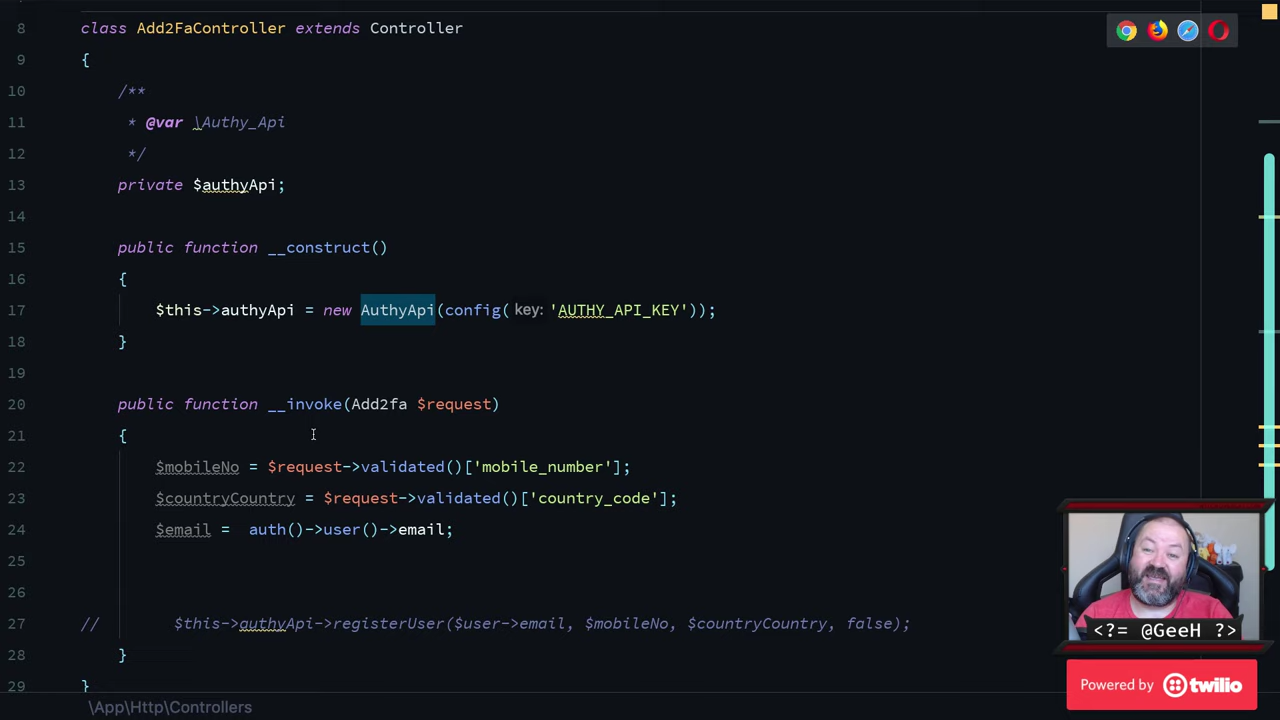 8 class Add2FaController extends Controller
9 {
10 /**
11 * @var \Authy_Api
12 */
13 private $authyApi;
14
15 public function __construct()
16 {
17 $this->authyApi = new AuthyApi(config( key: 'AUTHY_API_KEY'));
18 }
19
20 public function __invoke(Add2fa $request)
21 {
22 $mobileNo = $request->validated()['mobile_number'];
23 $countryCountry = $request->validated()['country_code'];
24 $email = auth()->user()->email;
25
26
27 // $this->authyApi->registerUser($user->email, $mobileNo, $countryCountry, false);
28 }
29 }
\App\Http\Controllers
<?= @GeeH ?>
Powered by twilio